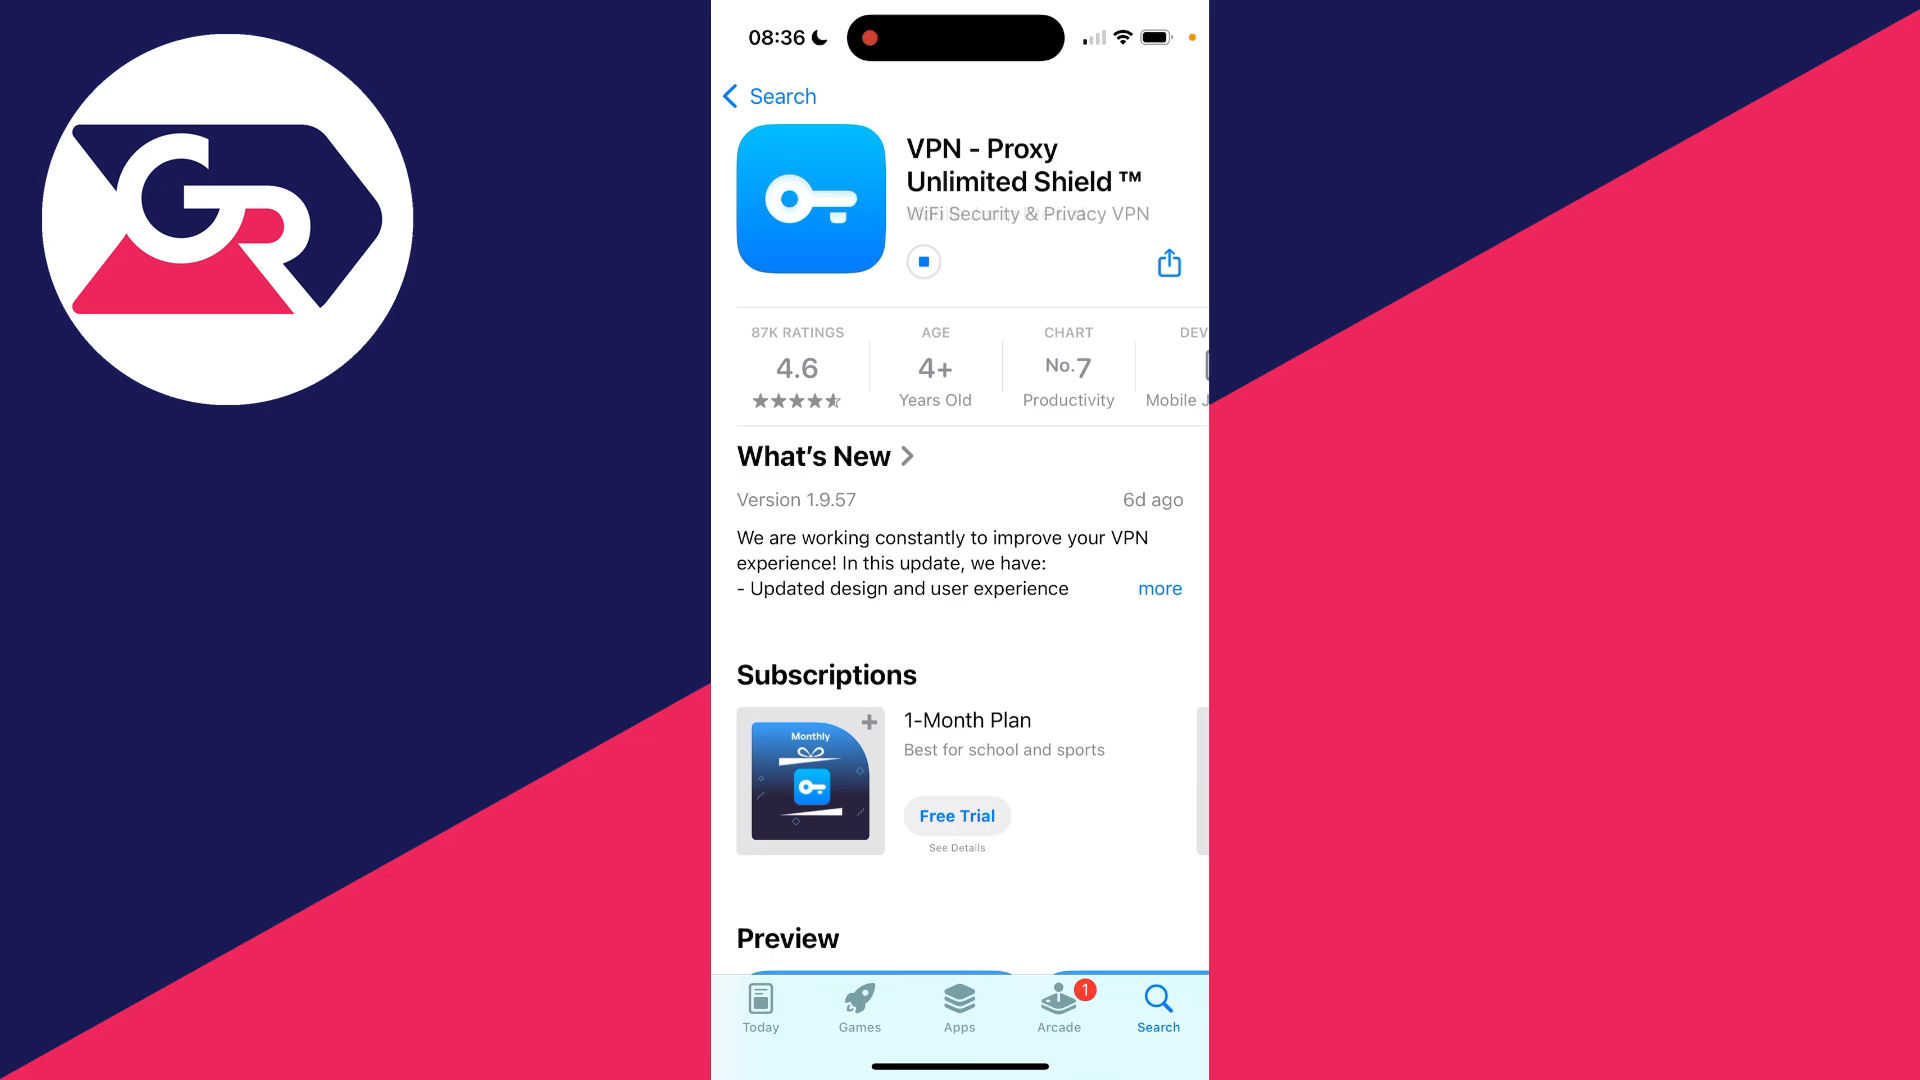 GR
08:36
Search
VPN - Proxy
Unlimited Shield ™
WiFi Security & Privacy VPN
87K RATINGS
4.6
AGE
4+
Years Old
CHART
No.7
Productivity
DEV
Mobile J
What's New
Version 1.9.57
6d ago
We are working constantly to improve your VPN
experience! In this update, we have:
- Updated design and user experience
more
Subscriptions
Monthly
1-Month Plan
Best for school and sports
Free Trial
See Details
Preview
Today
Games
Apps
1
Arcade
Search